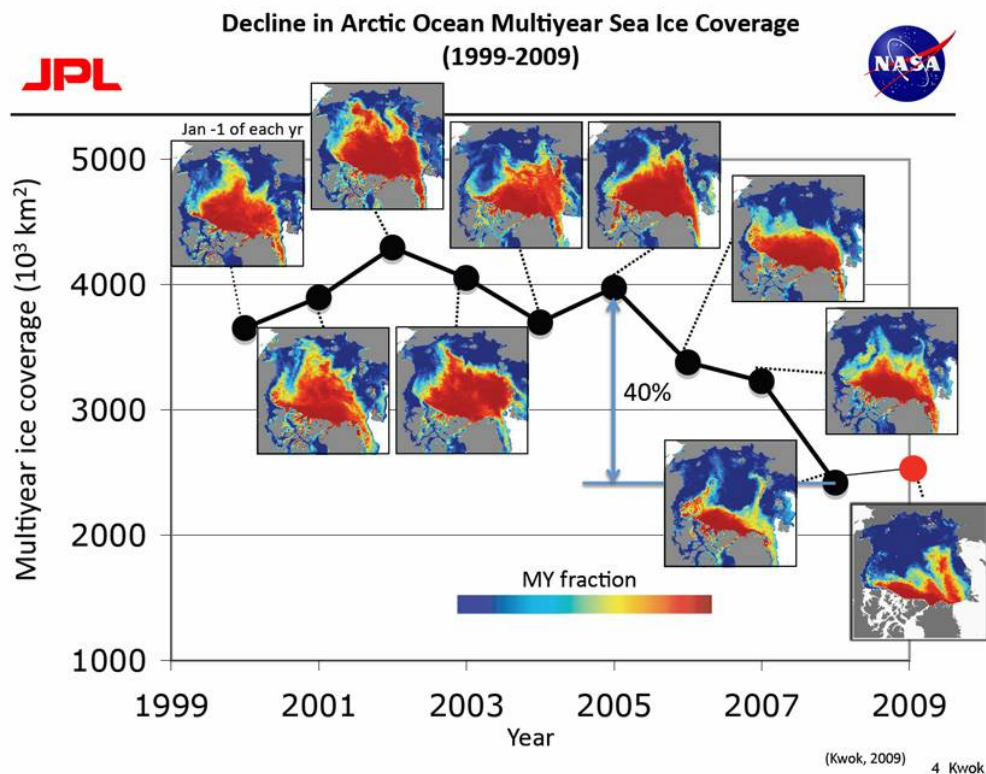 Decline in Arctic Ocean Multiyear Sea Ice Coverage
(1999-2009)
JPL
NASA
Jan -1 of each yr
Multiyear ice coverage (10³ km²)
5000
4000
3000
2000
1000
40%
MY fraction
1999
2001
2003
2005
2007
2009
Year
(Kwok, 2009)
4 Kwok